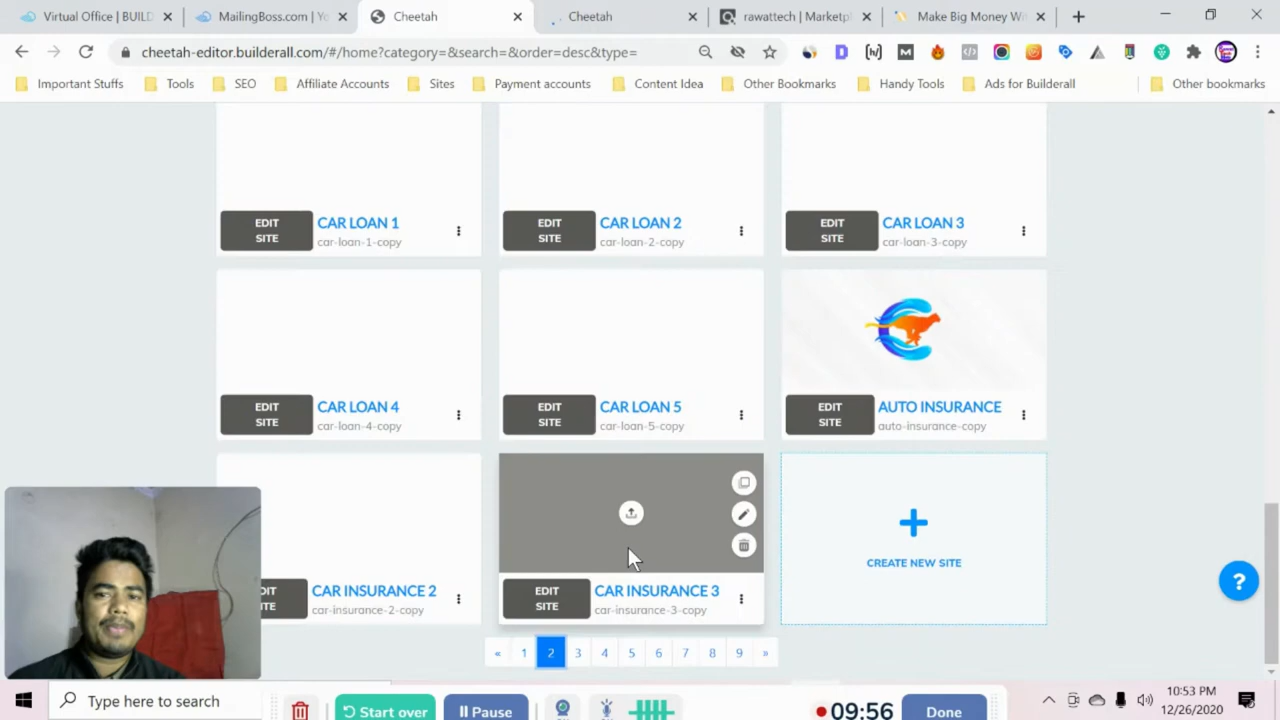 Virtual Office | BUILD
MailingBoss.com | Yo
Cheetah
Cheetah
rawattech | Marketpl
Make Big Money Wit
cheetah-editor.builderall.com/#/home?category=&search=&order=desc&type=
Important Stuffs
Tools
SEO
Affiliate Accounts
Sites
Payment accounts
Content Idea
Other Bookmarks
Handy Tools
Ads for Builderall
Other bookmarks
EDIT
SITE
CAR LOAN 1
car-loan-1-copy
EDIT
SITE
CAR LOAN 2
car-loan-2-copy
EDIT
SITE
CAR LOAN 3
car-loan-3-copy
EDIT
SITE
CAR LOAN 4
car-loan-4-copy
EDIT
SITE
CAR LOAN 5
car-loan-5-copy
EDIT
SITE
AUTO INSURANCE
auto-insurance-copy
IT
ITE
CAR INSURANCE 2
car-insurance-2-copy
EDIT
SITE
CAR INSURANCE 3
car-insurance-3-copy
CREATE NEW SITE
?
« 1 2 3 4 5 6 7 8 9 »
Type here to search
Start over
Pause
09:56
Done
10:53 PM
12/26/2020